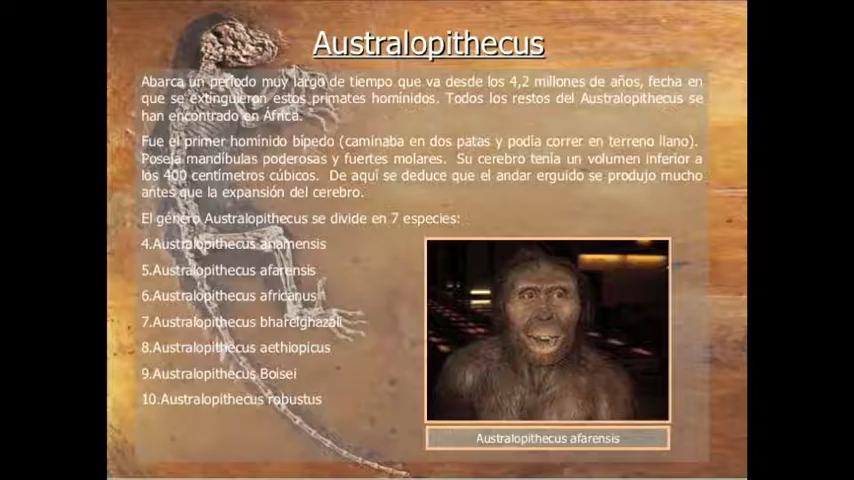 Australopithecus
Abarca un período muy largo de tiempo que va desde los 4,2 millones de años, fecha en
que se extinguieron estos primates homínidos. Todos los restos del Australopithecus se
han encontrado en África.
Fue el primer homínido bípedo (caminaba en dos patas y podía correr en terreno llano).
Poseía mandíbulas poderosas y fuertes molares. Su cerebro tenía un volumen inferior a
los 400 centímetros cúbicos. De aquí se deduce que el andar erguido se produjo mucho
antes que la expansión del cerebro.
El género Australopithecus se divide en 7 especies:
4.Australopithecus anamensis
5.Australopithecus afarensis
6.Australopithecus africanus
7.Australopithecus bharelghazali
8.Australopithecus aethiopicus
9.Australopithecus Boisei
10.Australopithecus robustus
Australopithecus afarensis